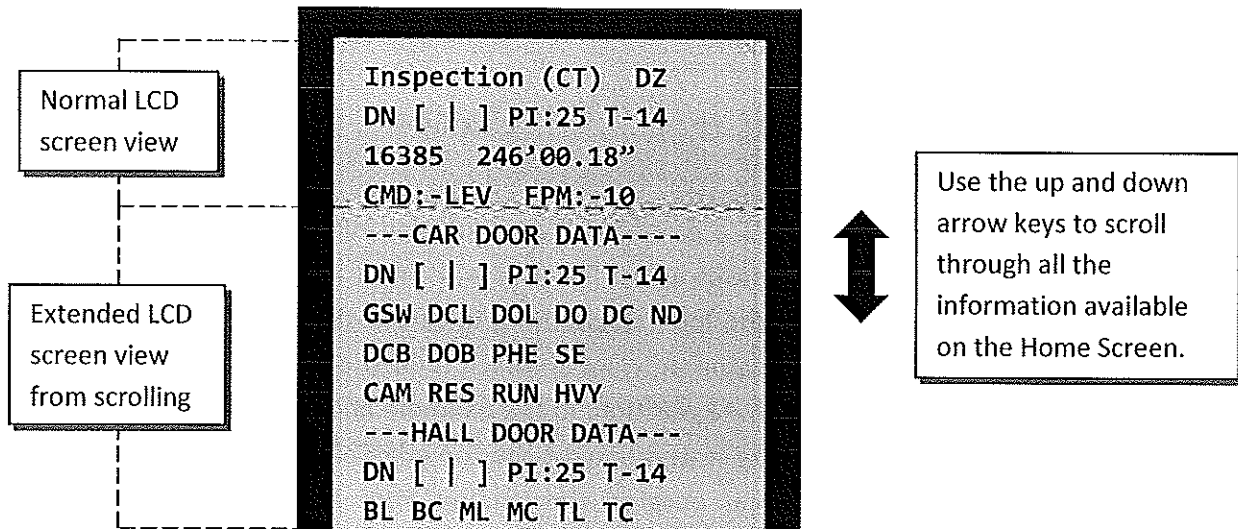 Normal LCD
screen view
Extended LCD
screen view
from scrolling
Inspection (CT) DZ
DN [ | ] PI:25 T-14
16385 246'00.18"
CMD:-LEV FPM:-10
---CAR DOOR DATA----
DN [ | ] PI:25 T-14
GSW DCL DOL DO DC ND
DCB DOB PHE SE
CAM RES RUN HVY
---HALL DOOR DATA---
DN [ | ] PI:25 T-14
BL BC ML MC TL TC
Use the up and down
arrow keys to scroll
through all the
information available
on the Home Screen.